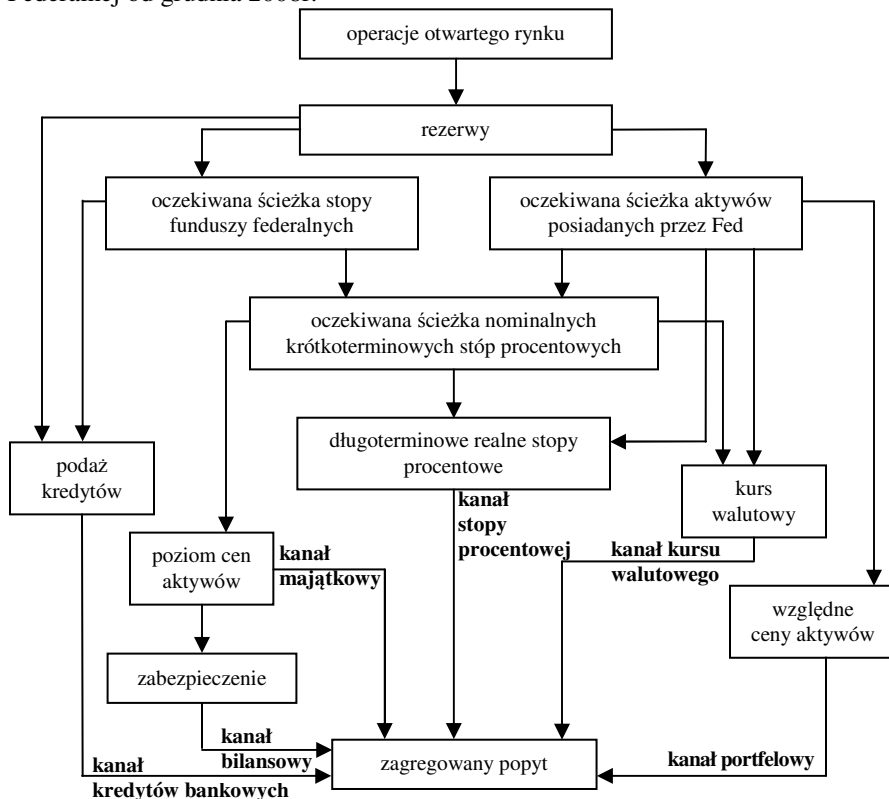 Federalnej od grudnia 2008r.
operacje otwartego rynku
rezerwy
oczekiwana ścieżka stopy
funduszy federalnych
oczekiwana ścieżka aktywów
posiadanych przez Fed
oczekiwana ścieżka nominalnych
krótkoterminowych stóp procentowych
długoterminowe realne stopy
procentowe
podaż
kredytów
kurs
walutowy
kanał
stopy
procentowej
poziom cen
aktywów
kanał
majątkowy
kanał kursu
walutowego
względne
ceny aktywów
zabezpieczenie
kanał
bilansowy
zagregowany popyt
kanał portfelowy
kanał
kredytów bankowych